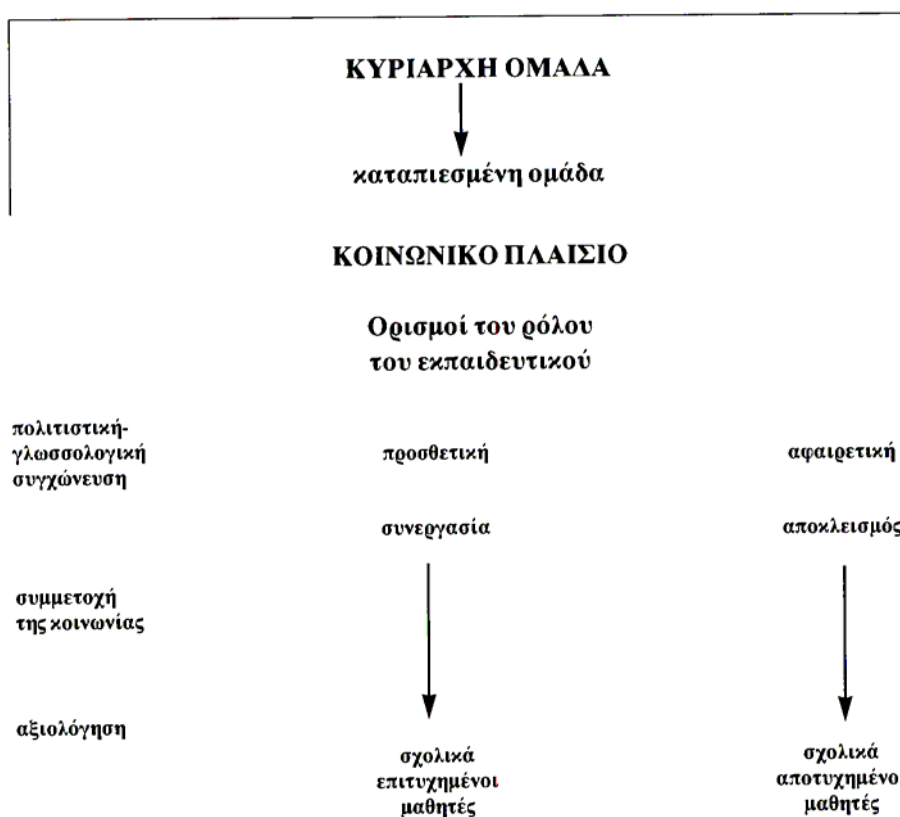 ΚΥΡΙΑΡΧΗ ΟΜΑΔΑ
καταπιεσμένη ομάδα
ΚΟΙΝΩΝΙΚΟ ΠΛΑΙΣΙΟ
Ορισμοί του ρόλου
του εκπαιδευτικού
πολιτιστική-
γλωσσολογική
συγχώνευση
προσθετική
αφαιρετική
συνεργασία
αποκλεισμός
συμμετοχή
της κοινωνίας
αξιολόγηση
σχολικά
επιτυχημένοι
μαθητές
σχολικά
αποτυχημένο
μαθητές